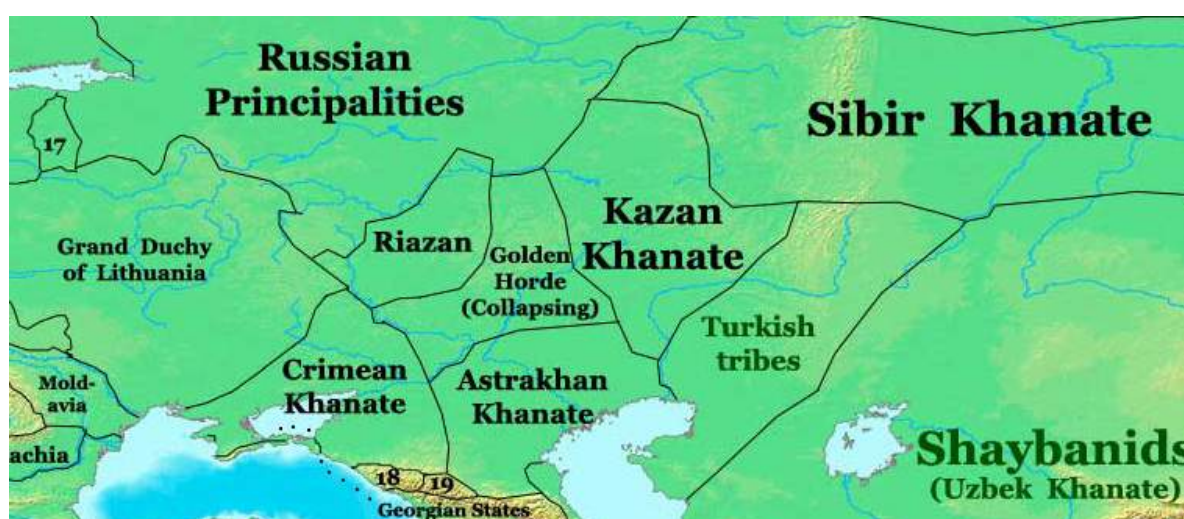 Russian
Principalities
Sibir Khanate
17
Kazan
Khanate
Riazan
Grand Duchy
of Lithuania
Golden
Horde
(Collapsing)
Turkish
tribes
Crimean
Khanate
Astrakhan
Khanate
Mold-
avia
achia
Shaybanids
(Uzbek Khanate)
18
19
Georgian States